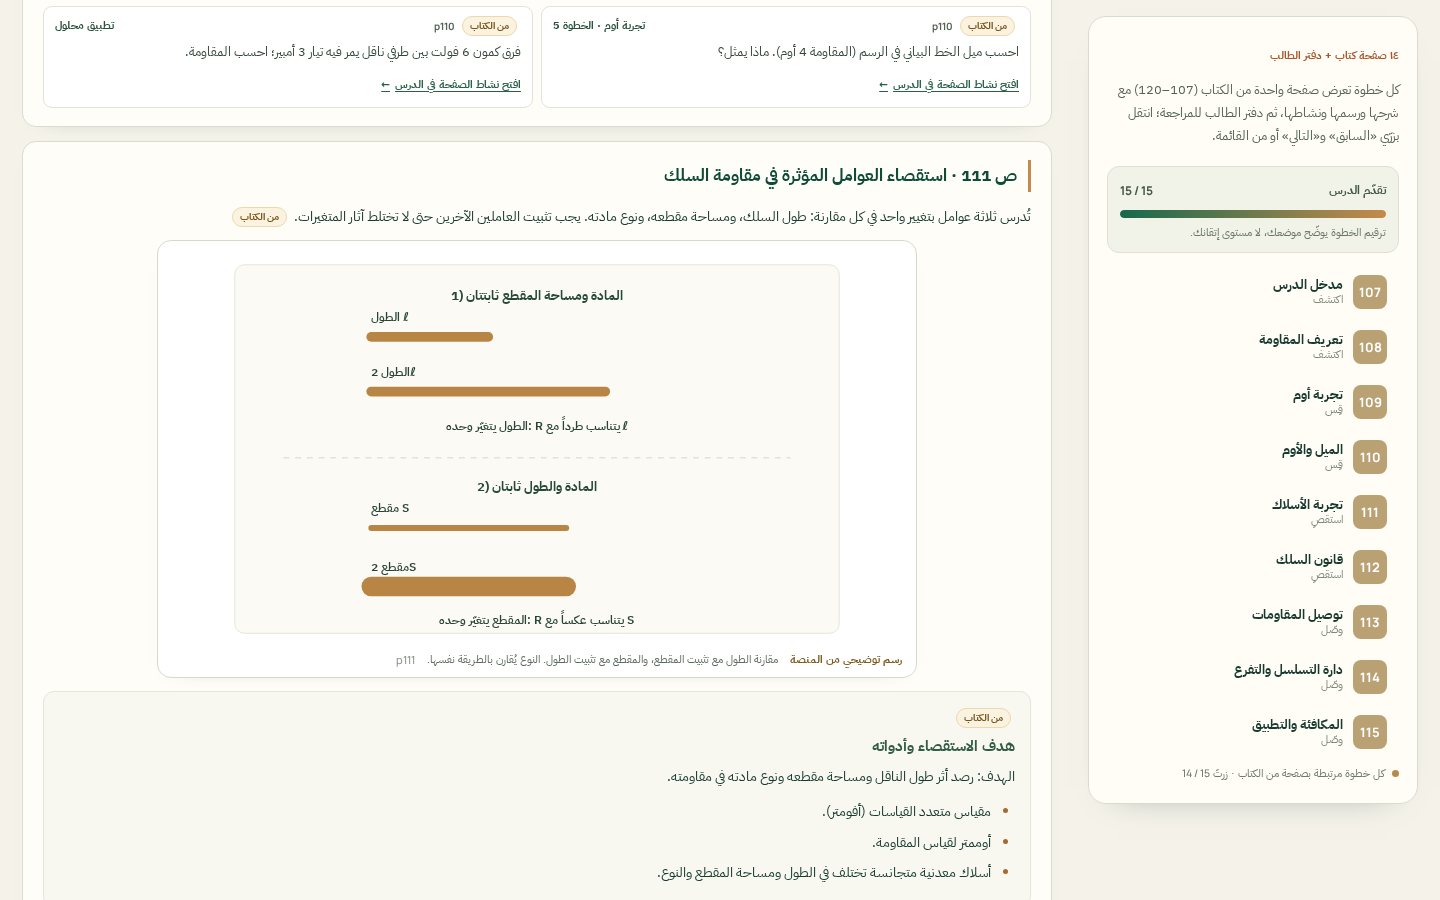 ١٤ صفحة كتاب + دفتر الطالب
كل خطوة تعرض صفحة واحدة من الكتاب (107–120) مع
شرحها ورسمها ونشاطها، ثم دفتر الطالب للمراجعة؛ انتقل
بزرّي «السابق» و«التالي» أو من القائمة.
تقدّم الدرس
15 / 15
ترقيم الخطوة يوضّح موضعك، لا مستوى إتقانك.
107
مدخل الدرس
اكتشف
108
تعريف المقاومة
اكتشف
109
تجربة أوم
قِس
110
الميل والأوم
قِس
111
تجربة الأسلاك
استقصِ
112
قانون السلك
استقصِ
113
توصيل المقاومات
وصّل
114
دارة التسلسل والتفرع
وصّل
115
المكافئة والتطبيق
وصّل
كل خطوة مرتبطة بصفحة من الكتاب · زرتَ 15 / 14
تجربة أوم · الخطوة 5
من الكتاب
p110
احسب ميل الخط البياني في الرسم (المقاومة 4 أوم). ماذا يمثل؟
افتح نشاط الصفحة في الدرس ←
تطبيق محلول
من الكتاب
p110
فرق كمون 6 فولت بين طرفي ناقل يمر فيه تيار 3 أمبير؛ احسب المقاومة.
افتح نشاط الصفحة في الدرس ←
ص 111 · استقصاء العوامل المؤثرة في مقاومة السلك
تُدرس ثلاثة عوامل بتغيير واحد في كل مقارنة: طول السلك، ومساحة مقطعه، ونوع مادته. يجب تثبيت العاملين الآخرين حتى لا تختلط آثار المتغيرات. من الكتاب
المادة ومساحة المقطع ثابتتان (1
الطول ℓ
الطول 2ℓ
الطول يتغيّر وحده: R يتناسب طرداً مع ℓ
المادة والطول ثابتان (2
مقطع S
مقطع 2S
المقطع يتغيّر وحده: R يتناسب عكساً مع S
رسم توضيحي من المنصة مقارنة الطول مع تثبيت المقطع، والمقطع مع تثبيت الطول. النوع يُقارن بالطريقة نفسها. p111
من الكتاب
هدف الاستقصاء وأدواته
الهدف: رصد أثر طول الناقل ومساحة مقطعه ونوع مادته في مقاومته.
مقياس متعدد القياسات (أفومتر).
أوممتر لقياس المقاومة.
أسلاك معدنية متجانسة تختلف في الطول ومساحة المقطع والنوع.